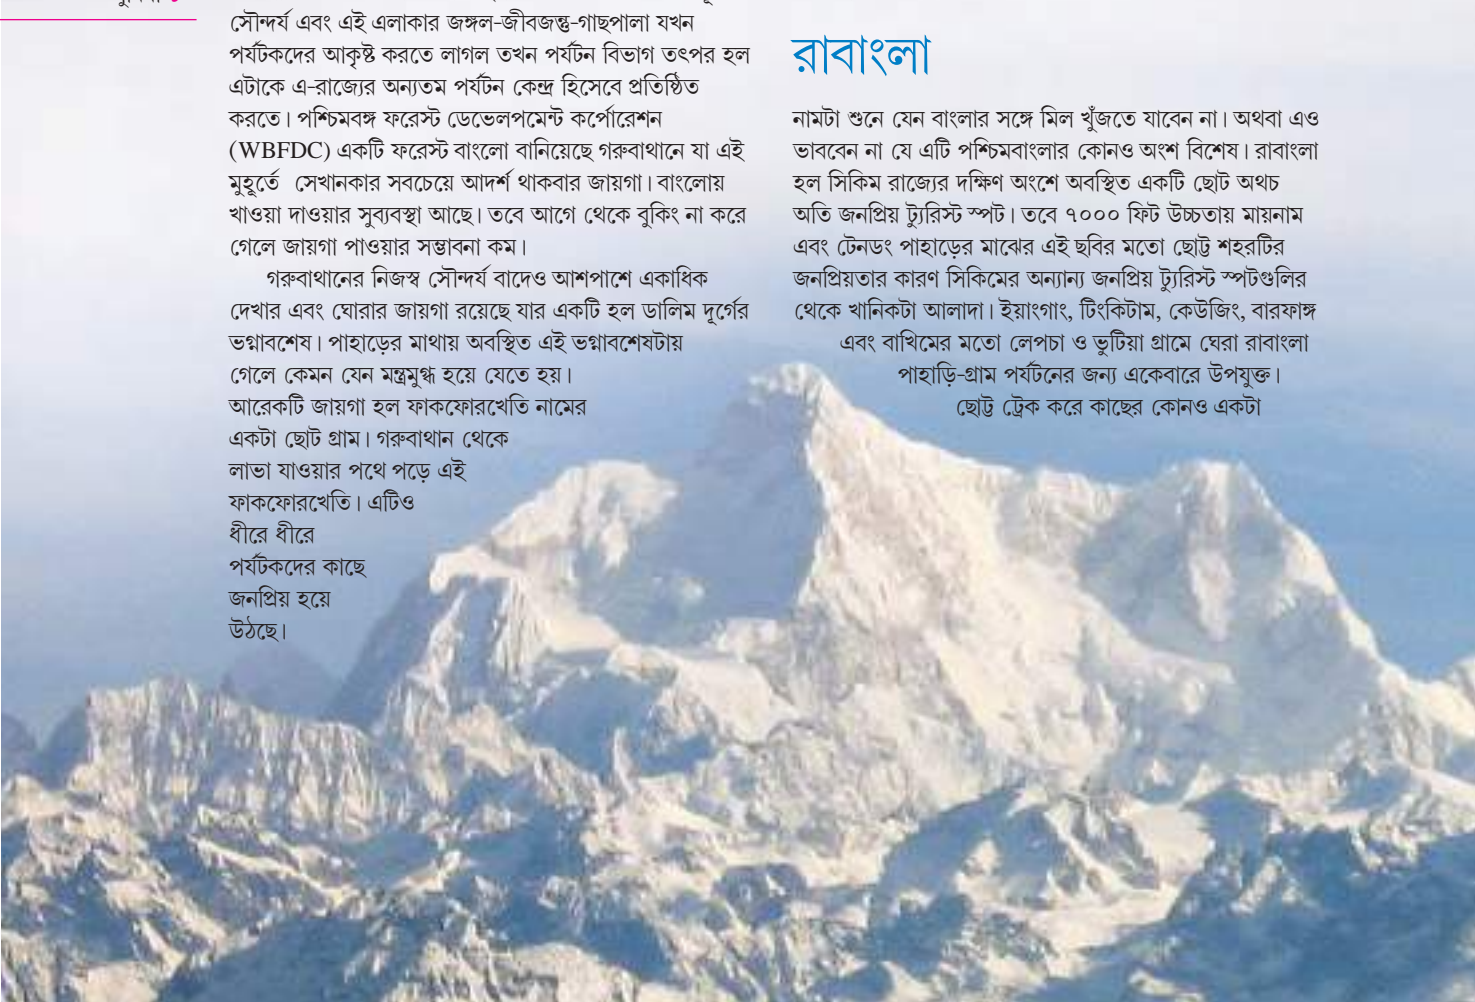 সৌন্দর্য এবং এই এলাকার জঙ্গল-জীবজন্তু-গাছপালা যখন
পর্যটকদের আকৃষ্ট করতে লাগল তখন পর্যটন বিভাগ তৎপর হল
এটাকে এ-রাজ্যের অন্যতম পর্যটন কেন্দ্র হিসেবে প্রতিষ্ঠিত
করতে। পশ্চিমবঙ্গ ফরেস্ট ডেভেলপমেন্ট কর্পোরেশন
(WBFDC) একটি ফরেস্ট বাংলো বানিয়েছে গরুবাথানে যা এই
মুহূর্তে সেখানকার সবচেয়ে আদর্শ থাকবার জায়গা। বাংলোয়
খাওয়া দাওয়ার সুব্যবস্থা আছে। তবে আগে থেকে বুকিং না করে
গেলে জায়গা পাওয়ার সম্ভাবনা কম।
গরুবাথানের নিজস্ব সৌন্দর্য বাদেও আশপাশে একাধিক
দেখার এবং ঘোরার জায়গা রয়েছে যার একটি হল ডালিম দূর্গের
ভগ্নাবশেষ। পাহাড়ের মাথায় অবস্থিত এই ভগ্নাবশেষটায়
গেলে কেমন যেন মন্ত্রমুগ্ধ হয়ে যেতে হয়।
আরেকটি জায়গা হল ফাকফোরখেতি নামের
একটা ছোট গ্রাম। গরুবাথান থেকে
লাভা যাওয়ার পথে পড়ে এই
ফাকফোরখেতি। এটিও
ধীরে ধীরে
পর্যটকদের কাছে
জনপ্রিয় হয়ে
উঠছে।
রাবাংলা
নামটা শুনে যেন বাংলার সঙ্গে মিল খুঁজতে যাবেন না। অথবা এও
ভাববেন না যে এটি পশ্চিমবাংলার কোনও অংশ বিশেষ। রাবাংলা
হল সিকিম রাজ্যের দক্ষিণ অংশে অবস্থিত একটি ছোট অথচ
অতি জনপ্রিয় ট্যুরিস্ট স্পট। তবে ৭০০০ ফিট উচ্চতায় মায়নাম
এবং টেনডং পাহাড়ের মাঝের এই ছবির মতো ছোট্ট শহরটির
জনপ্রিয়তার কারণ সিকিমের অন্যান্য জনপ্রিয় ট্যুরিস্ট স্পটগুলির
থেকে খানিকটা আলাদা। ইয়াংগাং, টিংকিটাম, কেউজিং, বারফাঙ্গ
এবং বাখিমের মতো লেপচা ও ভুটিয়া গ্রামে ঘেরা রাবাংলা
পাহাড়ি-গ্রাম পর্যটনের জন্য একেবারে উপযুক্ত।
ছোট্ট ট্রেক করে কাছের কোনও একটা